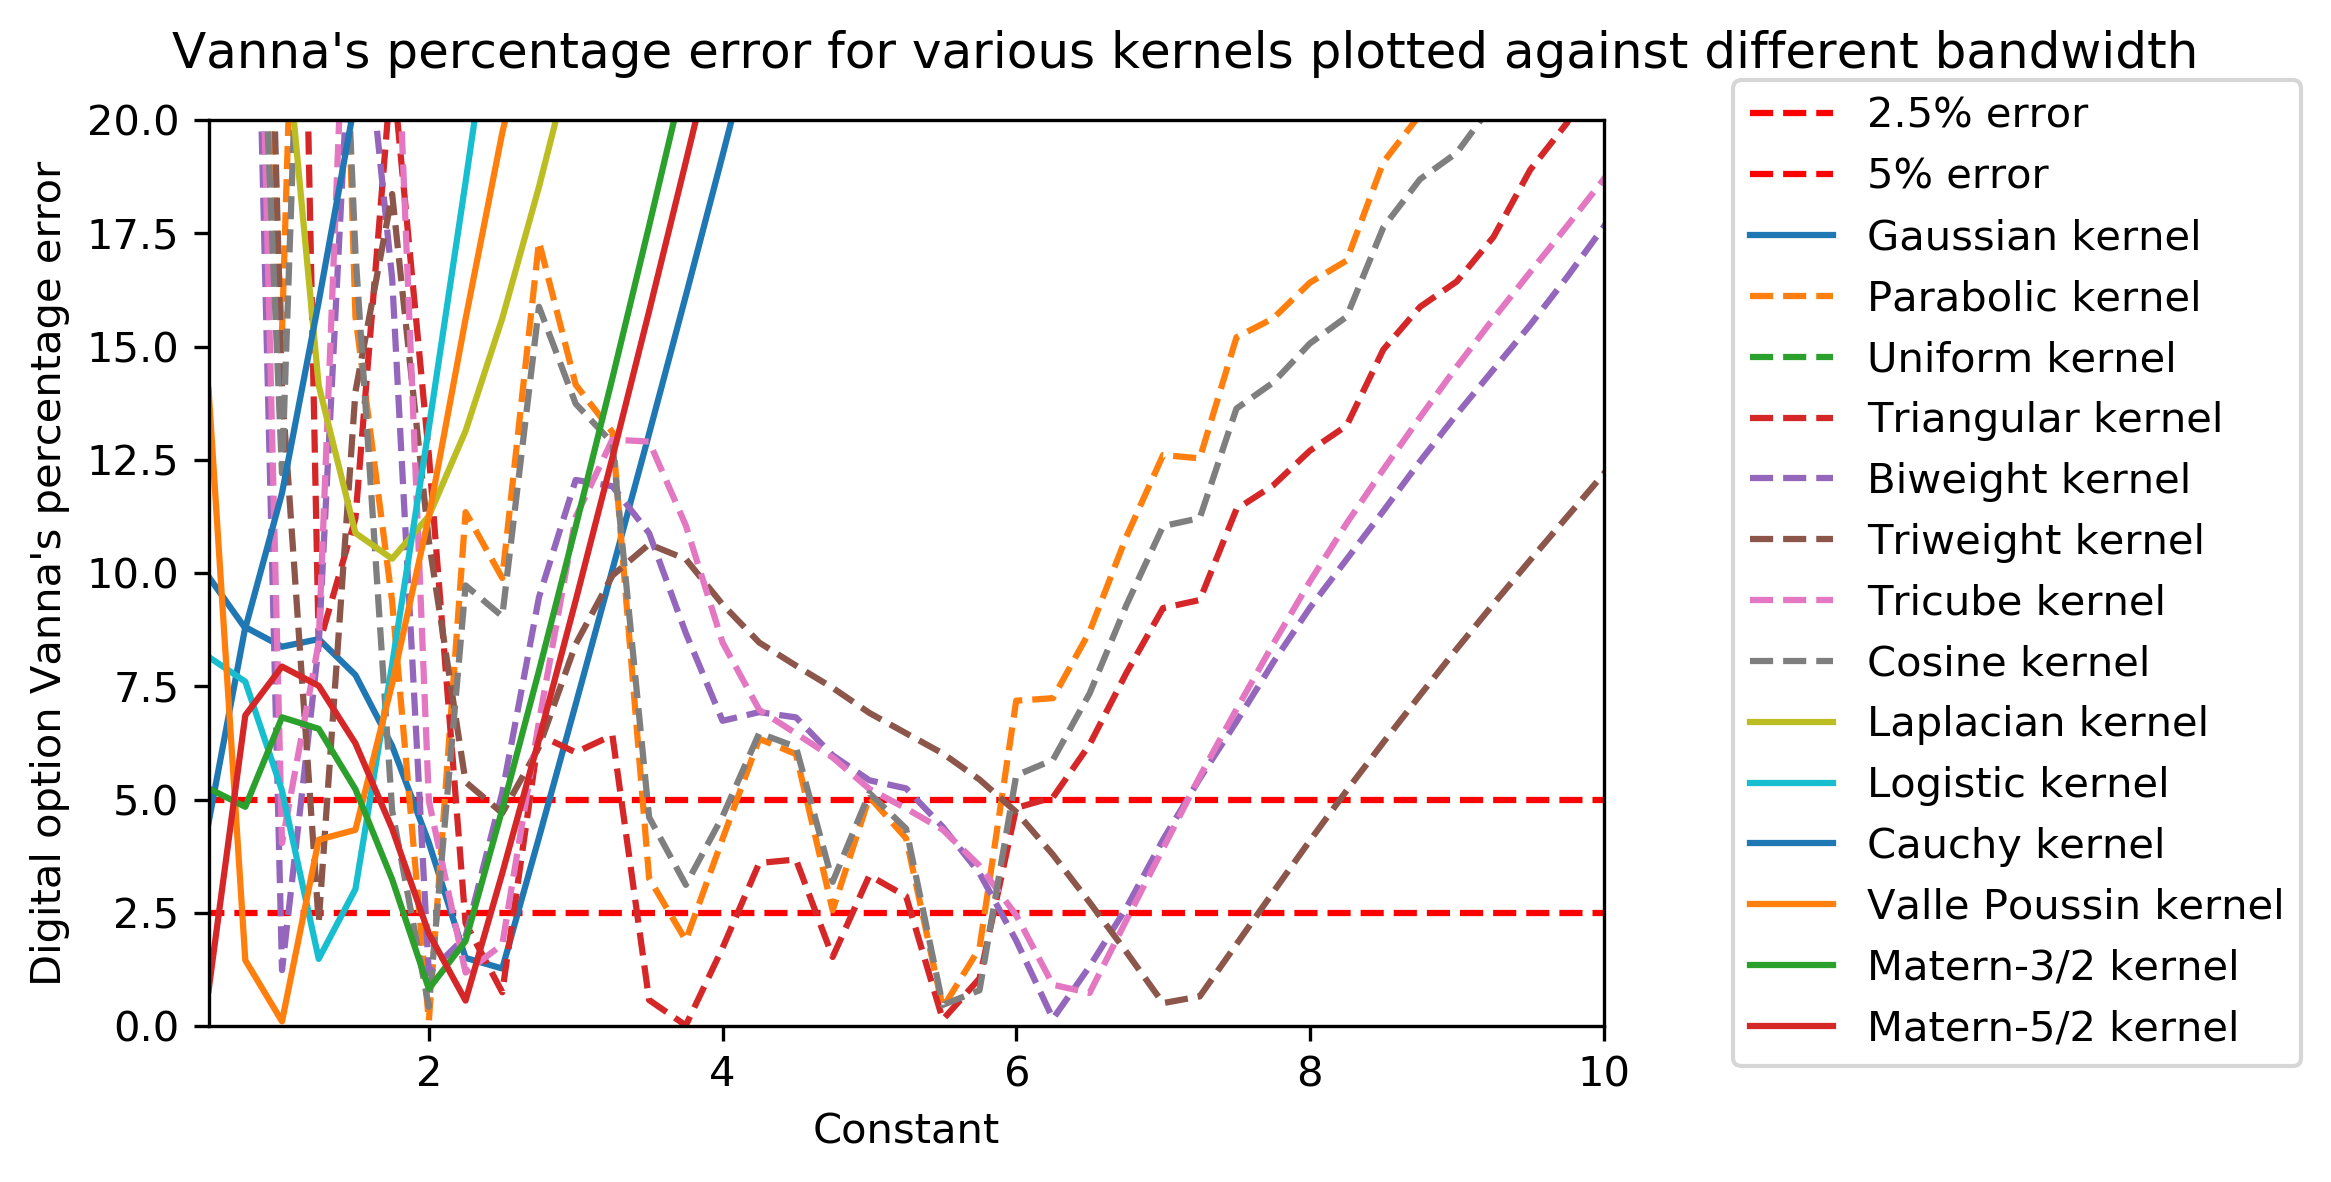 Vanna's percentage error for various kernels plotted against different bandwidth
Digital option Vanna's percentage error
20.0
17.5
15.0
12.5
10.0
7.5
5.0
2.5
0.0
2
4
6
8
10
Constant
2.5% error
5% error
Gaussian kernel
Parabolic kernel
Uniform kernel
Triangular kernel
Biweight kernel
Triweight kernel
Tricube kernel
Cosine kernel
Laplacian kernel
Logistic kernel
Cauchy kernel
Valle Poussin kernel
Matern-3/2 kernel
Matern-5/2 kernel